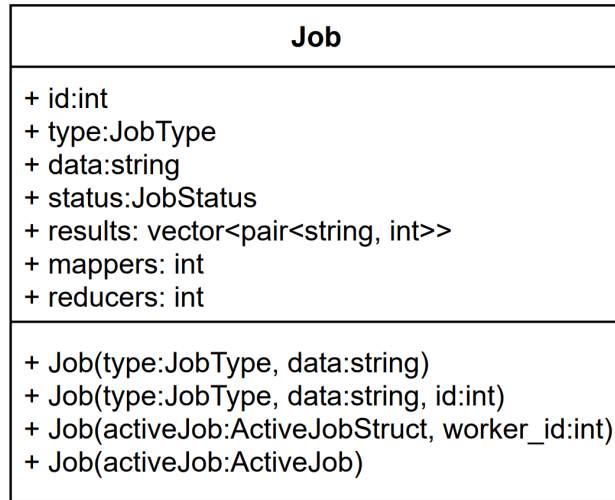 Job
+ id:int
+ type:JobType
+ data:string
+ status:JobStatus
+ results: vector<pair<string, int>>
+ mappers: int
+ reducers: int
+ Job(type:JobType, data:string)
+ Job(type:JobType, data:string, id:int)
+ Job(activeJob:ActiveJobStruct, worker_id:int)
+ Job(activeJob:ActiveJob)